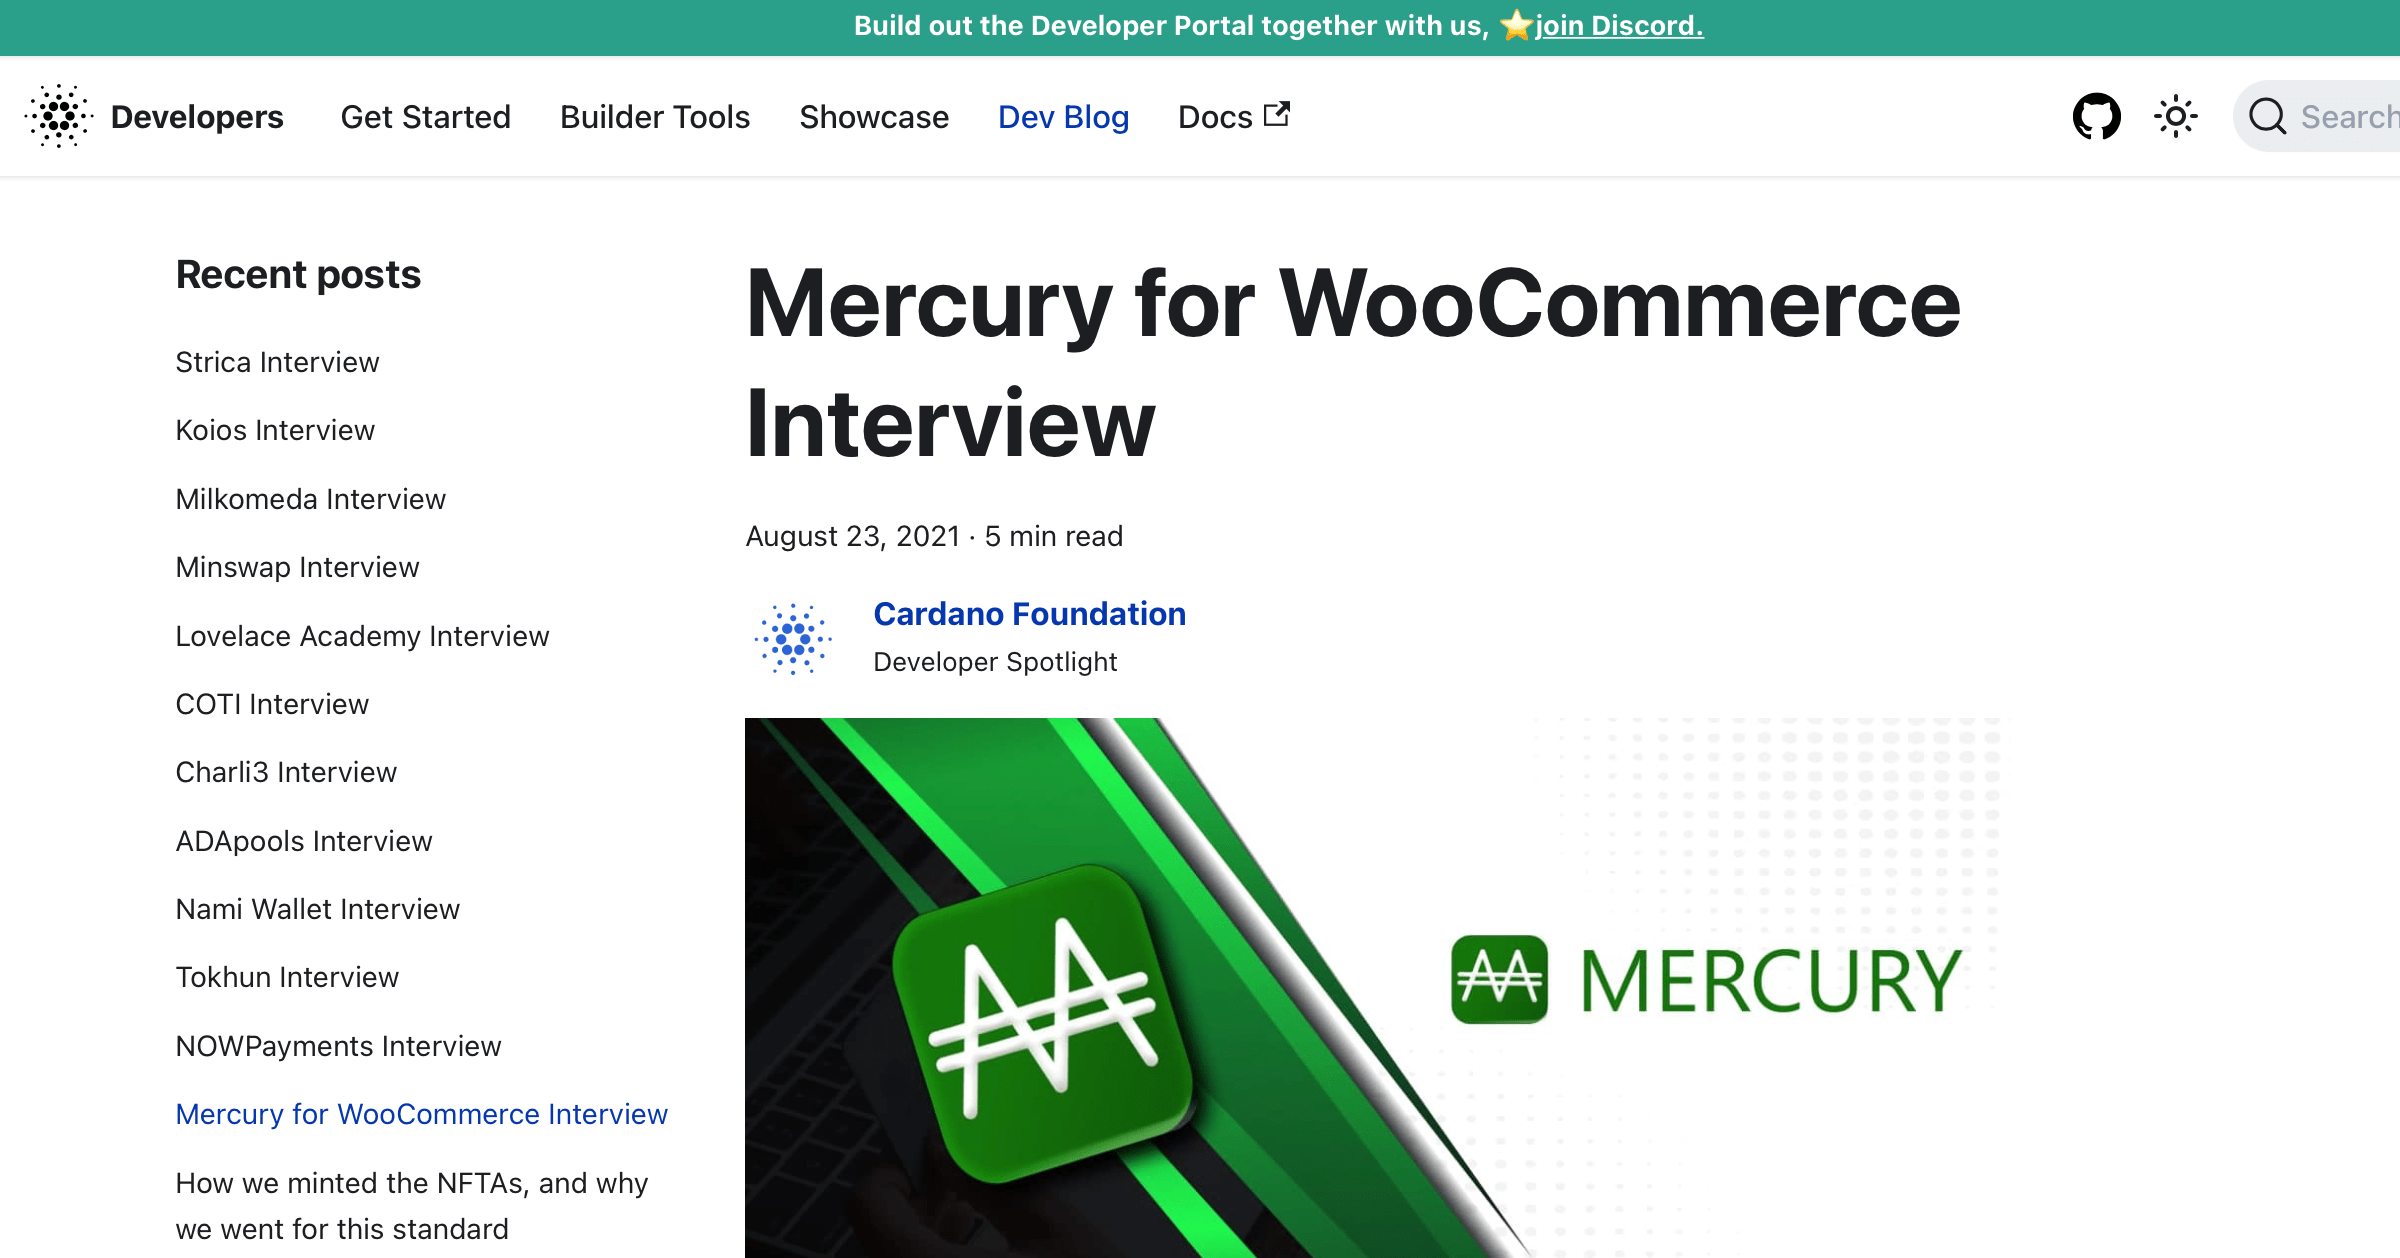 Build out the Developer Portal together with us, ⭐join Discord.
Developers Get Started Builder Tools Showcase Dev Blog Docs Search
Recent posts
Strica Interview
Koios Interview
Milkomeda Interview
Minswap Interview
Lovelace Academy Interview
COTI Interview
Charli3 Interview
ADApools Interview
Nami Wallet Interview
Tokhun Interview
NOWPayments Interview
Mercury for WooCommerce Interview
How we minted the NFTAs, and why
we went for this standard
Mercury for WooCommerce
Interview
August 23, 2021 · 5 min read
Cardano Foundation
Developer Spotlight
MERCURY